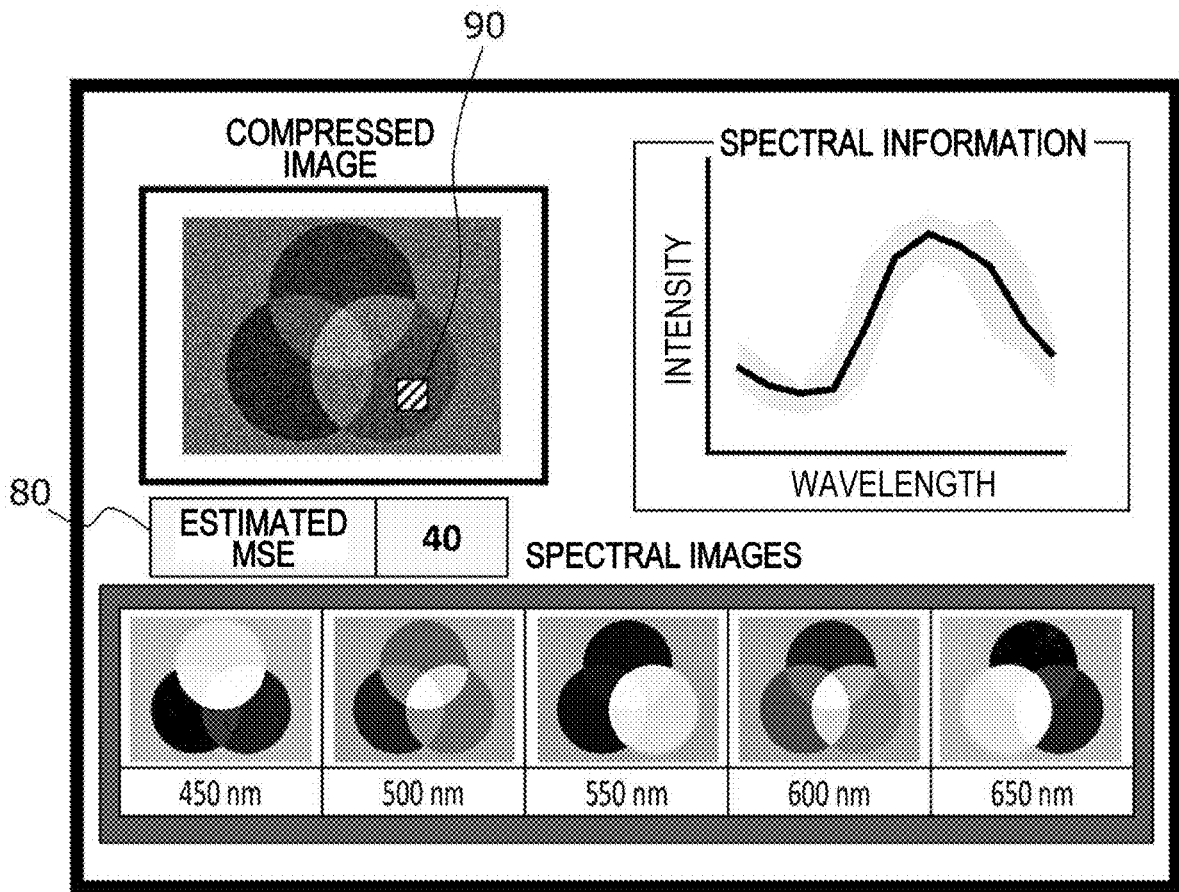 90
COMPRESSED
IMAGE
SPECTRAL INFORMATION
INTENSITY
WAVELENGTH
80
ESTIMATED
MSE
40
SPECTRAL IMAGES
450 nm
500 nm
550 nm
600 nm
650 nm